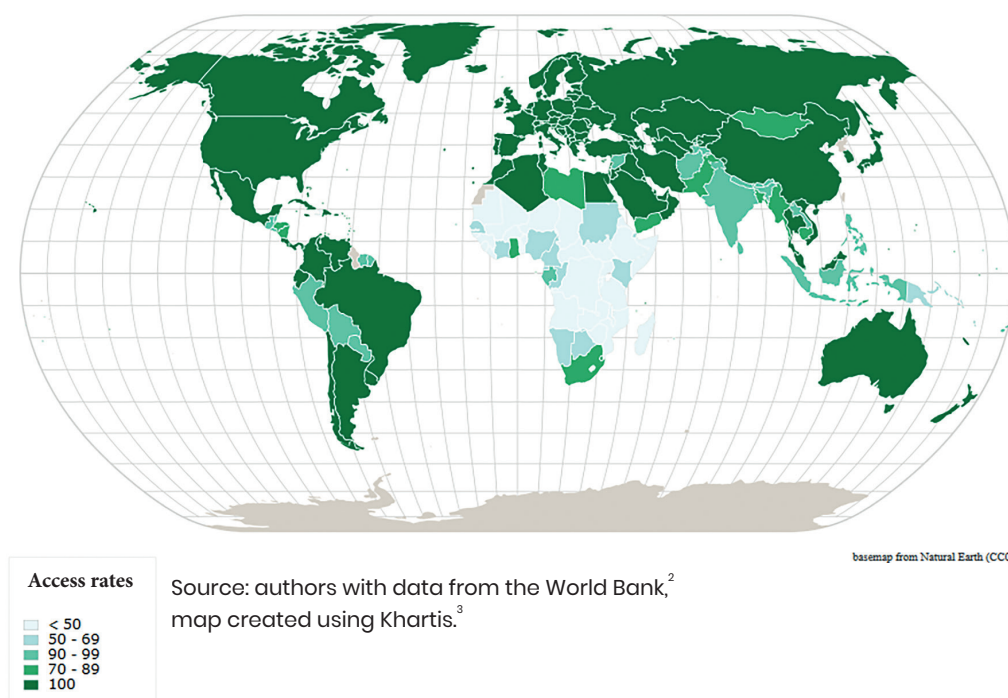 basemap from Natural Earth (CC0
Access rates
< 50
50 - 69
90 - 99
70 - 89
100
Source: authors with data from the World Bank,²
map created using Khartis.³